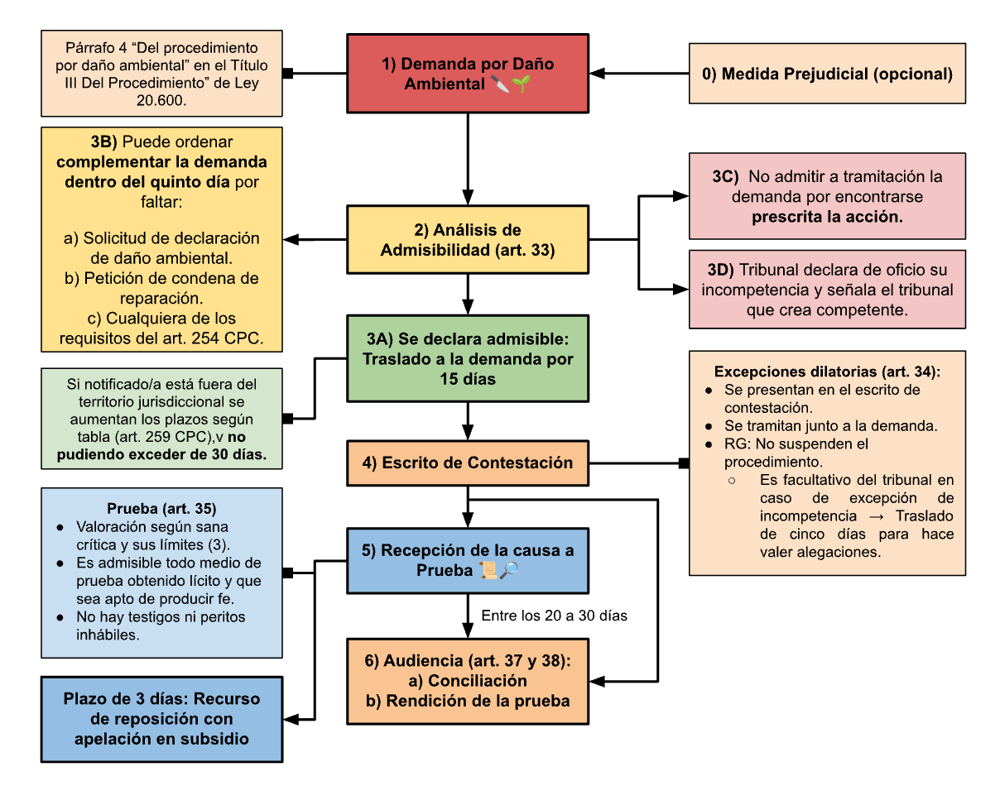 Párrafo 4 “Del procedimiento
por daño ambiental” en el Título
III Del Procedimiento” de Ley
20.600.
1) Demanda por Daño
Ambiental 🔪🌱
0) Medida Prejudicial (opcional)
3B) Puede ordenar
complementar la demanda
dentro del quinto día por
faltar:
a) Solicitud de declaración
de daño ambiental.
b) Petición de condena de
reparación.
c) Cualquiera de los
requisitos del art. 254 CPC.
2) Análisis de
Admisibilidad (art. 33)
3C) No admitir a tramitación la
demanda por encontrarse
prescrita la acción.
3D) Tribunal declara de oficio su
incompetencia y señala el tribunal
que crea competente.
3A) Se declara admisible:
Traslado a la demanda por
15 días
Si notificado/a está fuera del
territorio jurisdiccional se
aumentan los plazos según
tabla (art. 259 CPC),v no
pudiendo exceder de 30 días.
4) Escrito de Contestación
Excepciones dilatorias (art. 34):
● Se presentan en el escrito de
contestación.
● Se tramitan junto a la demanda.
● RG: No suspenden el
procedimiento.
○ Es facultativo del tribunal en
caso de excepción de
incompetencia → Traslado
de cinco días para hace
valer alegaciones.
Prueba (art. 35)
● Valoración según sana
crítica y sus límites (3).
● Es admisible todo medio de
prueba obtenido lícito y que
sea apto de producir fe.
● No hay testigos ni peritos
inhábiles.
5) Recepción de la causa a
Prueba 📜🔎
Entre los 20 a 30 días
6) Audiencia (art. 37 y 38):
a) Conciliación
b) Rendición de la prueba
Plazo de 3 días: Recurso
de reposición con
apelación en subsidio